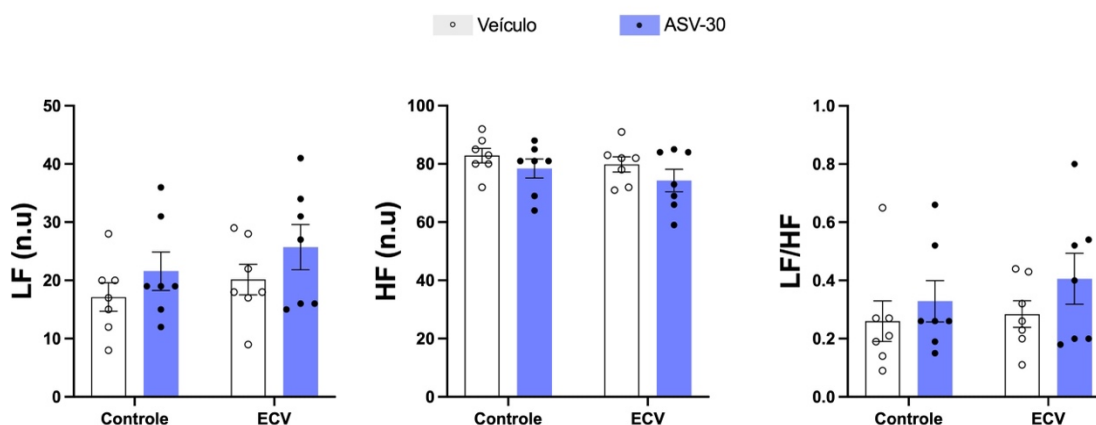 Veículo
ASV-30
LF (n.u)
50
40
30
20
10
0
Controle
ECV
HF (n.u)
100
80
60
40
20
0
Controle
ECV
LF/HF
1.0
0.8
0.6
0.4
0.2
0.0
Controle
ECV